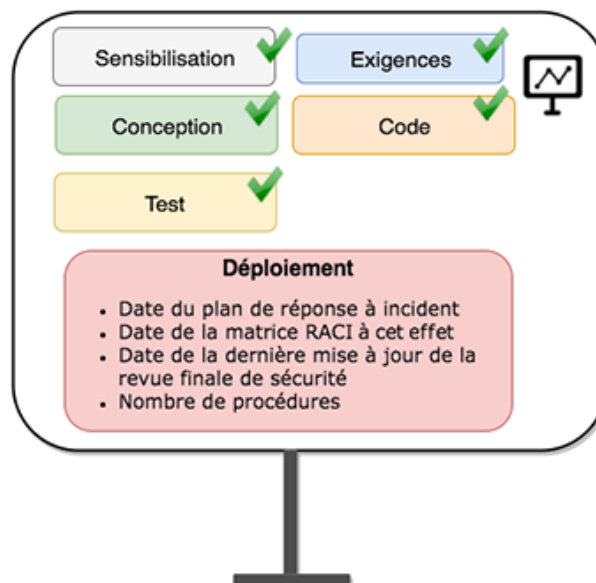 Sensibilisation
Exigences
Conception
Code
Test
Déploiement
• Date du plan de réponse à incident
• Date de la matrice RACI à cet effet
• Date de la dernière mise à jour de la
revue finale de sécurité
• Nombre de procédures